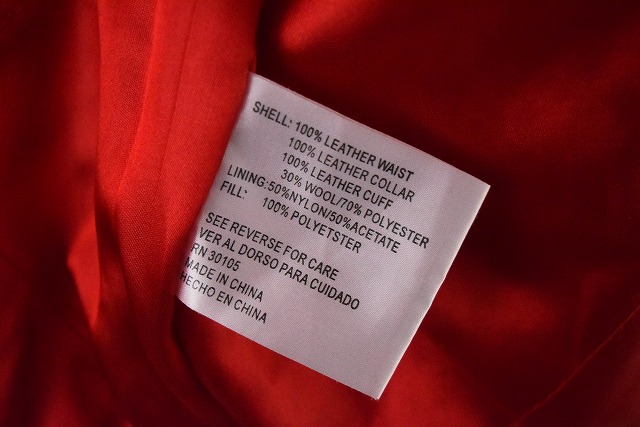 SHELL: 100% LEATHER WAIST
100% LEATHER COLLAR
100% LEATHER CUFF
30% WOOL/70% POLYESTER
LINING:50%NYLON/50%ACETATE
FILL: 100% POLYETSTER
SEE REVERSE FOR CARE
VER AL DORSO PARA CUIDADO
RN 30105
MADE IN CHINA
HECHO EN CHINA